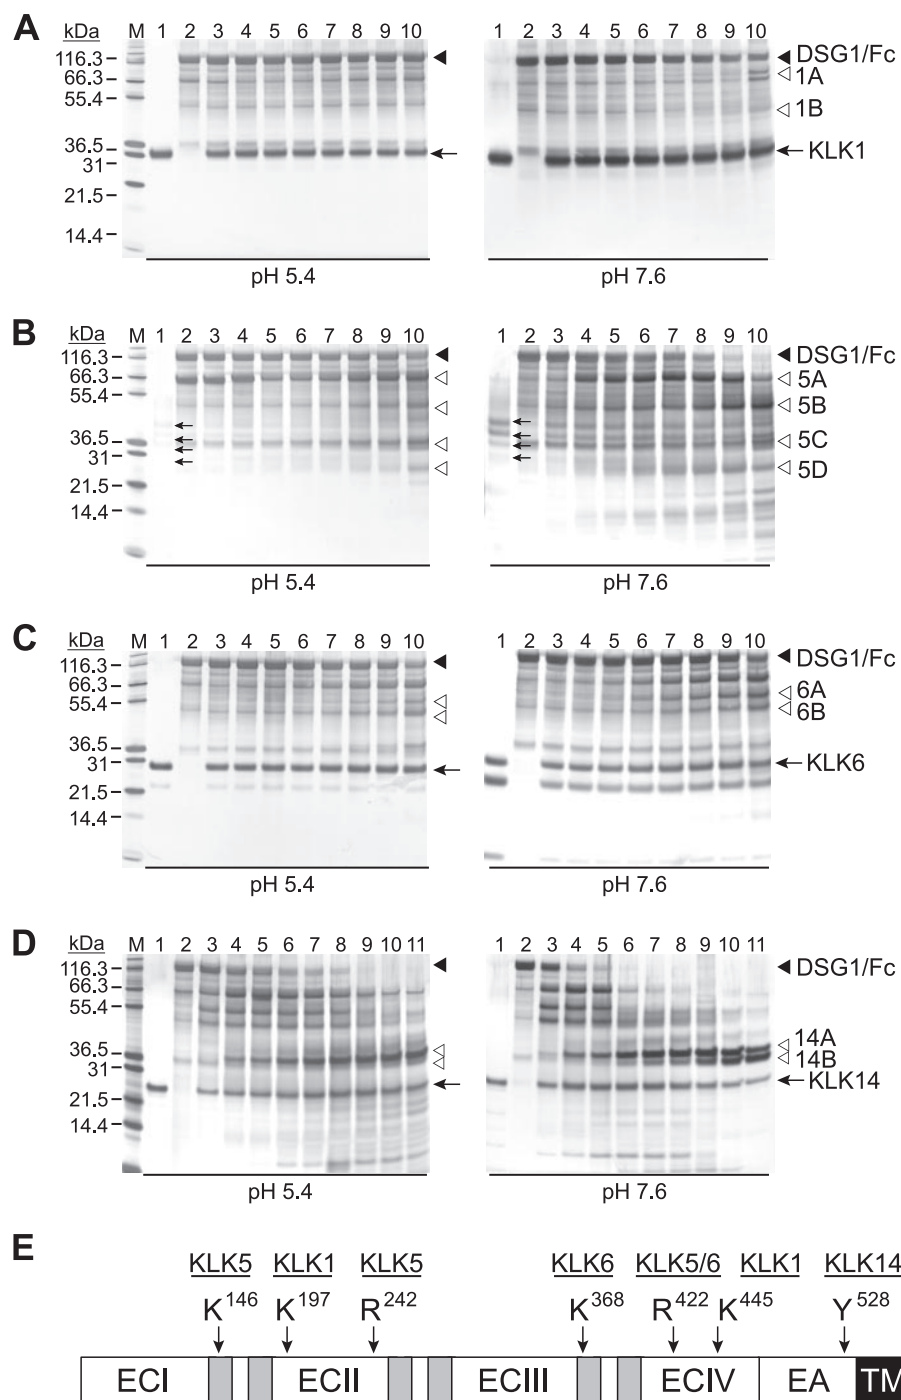 A
kDa M 1 2 3 4 5 6 7 8 9 10
1 2 3 4 5 6 7 8 9 10
116.3
66.3
55.4
36.5
31
21.5
14.4
DSG1/Fc
1A
1B
KLK1
pH 5.4
pH 7.6
B
kDa M 1 2 3 4 5 6 7 8 9 10
1 2 3 4 5 6 7 8 9 10
116.3
66.3
55.4
36.5
31
21.5
14.4
DSG1/Fc
5A
5B
5C
5D
pH 5.4
pH 7.6
C
kDa M 1 2 3 4 5 6 7 8 9 10
1 2 3 4 5 6 7 8 9 10
116.3
66.3
55.4
36.5
31
21.5
14.4
DSG1/Fc
6A
6B
KLK6
pH 5.4
pH 7.6
D
kDa M 1 2 3 4 5 6 7 8 9 10 11
1 2 3 4 5 6 7 8 9 10 11
116.3
66.3
55.4
36.5
31
21.5
14.4
DSG1/Fc
14A
14B
KLK14
pH 5.4
pH 7.6
E
KLK5 KLK1 KLK5 KLK6 KLK5/6 KLK1 KLK14
K146 K197 R242 K368 R422 K445 Y528
ECI ECII ECIII ECIV EA TM